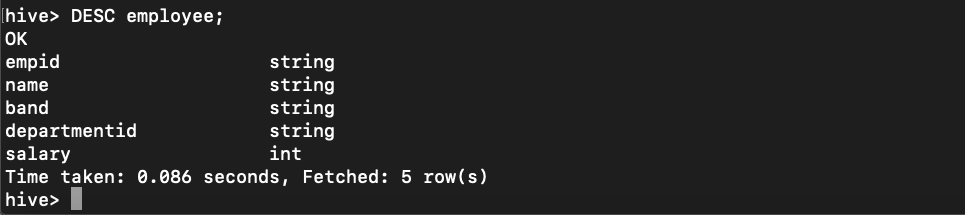 hive> DESC employee;
OK
empid string
name string
band string
departmentid string
salary int
Time taken: 0.086 seconds, Fetched: 5 row(s)
hive>